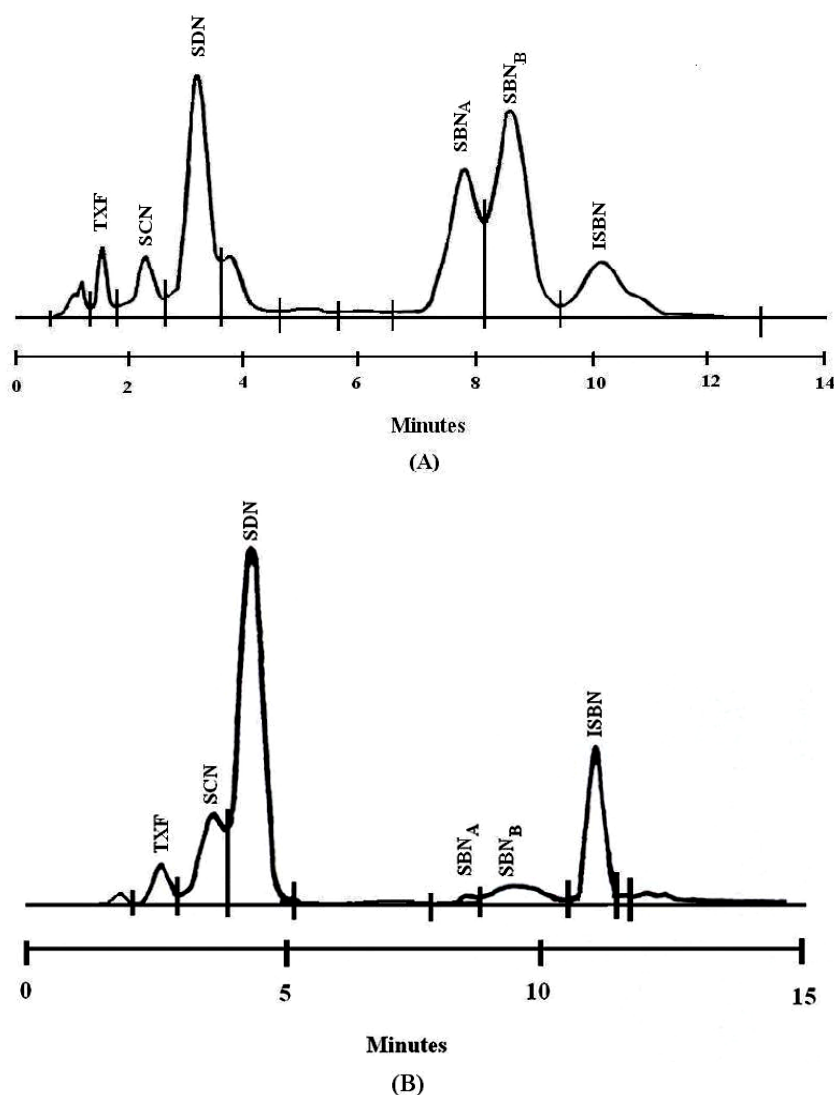 TXF
SCN
SDN
SBNA
SBNB
ISBN
0 2 4 6 8 10 12 14
Minutes
(A)
TXF
SCN
SDN
SBNA
SBNB
ISBN
0 5 10 15
Minutes
(B)